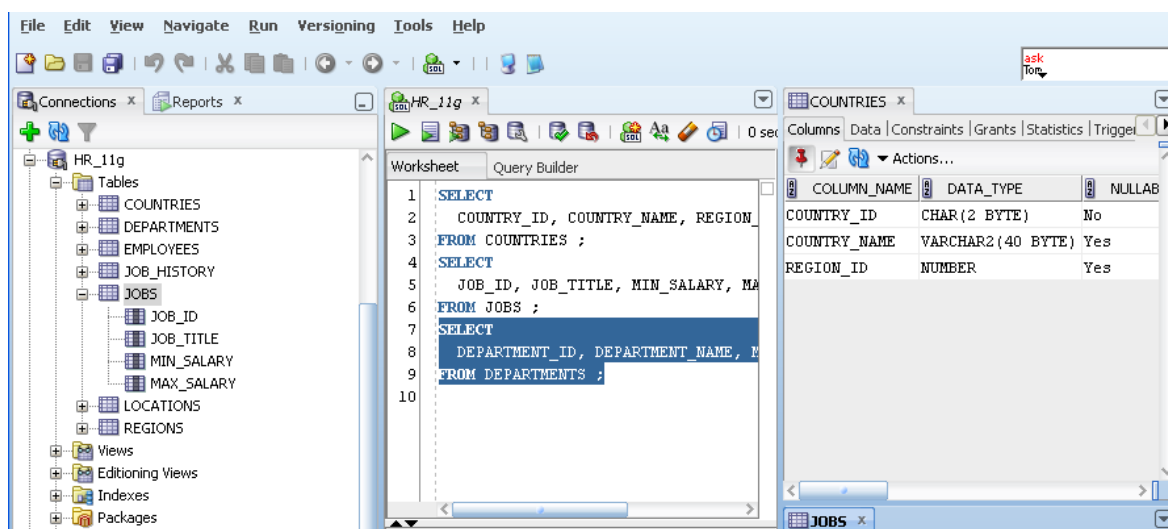 File Edit View Navigate Run Versioning Tools Help
ask
Tom
Connections Reports
HR_11g
Tables
COUNTRIES
DEPARTMENTS
EMPLOYEES
JOB_HISTORY
JOBS
JOB_ID
JOB_TITLE
MIN_SALARY
MAX_SALARY
LOCATIONS
REGIONS
Views
Editioning Views
Indexes
Packages
HR_11g
SQL
0 sec
Worksheet Query Builder
1 SELECT
2 COUNTRY_ID, COUNTRY_NAME, REGION_
3 FROM COUNTRIES ;
4 SELECT
5 JOB_ID, JOB_TITLE, MIN_SALARY, MA
6 FROM JOBS ;
7 SELECT
8 DEPARTMENT_ID, DEPARTMENT_NAME, M
9 FROM DEPARTMENTS ;
10
COUNTRIES
Columns Data Constraints Grants Statistics Trigger
Actions...
COLUMN_NAME DATA_TYPE NULLAB
COUNTRY_ID CHAR(2 BYTE) No
COUNTRY_NAME VARCHAR2(40 BYTE) Yes
REGION_ID NUMBER Yes
JOBS